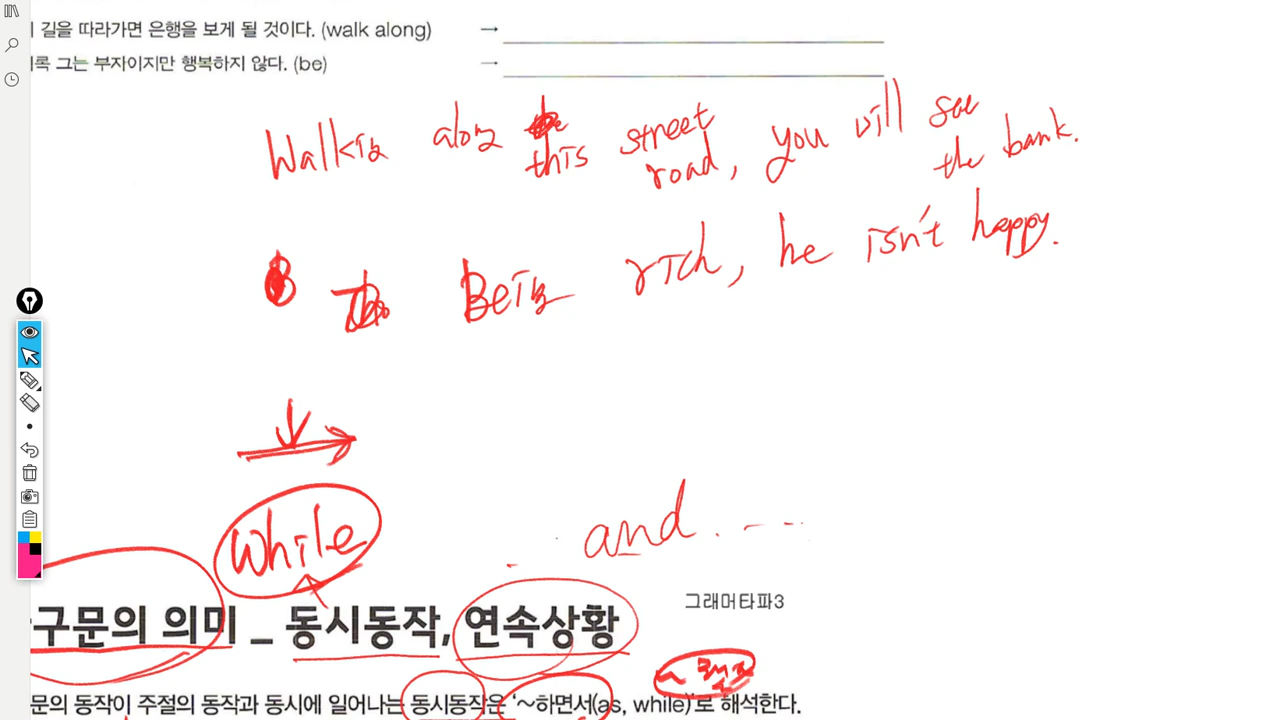 길을 따라가면 은행을 보게 될 것이다. (walk along) →
록 그는 부자이지만 행복하지 않다. (be) →
Walking along this street road, you will see the bank.
Being rich, he isn't happy.
While
and
구문의 의미 _ 동시동작, 연속상황
그래머타파3
문의 동작이 주절의 동작과 동시에 일어나는 동시동작은 '~하면서(as, while)'로 해석한다.